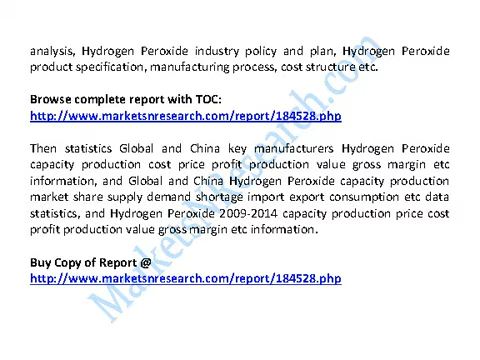 analysis, Hydrogen Peroxide industry policy and plan, Hydrogen Peroxide
product specification, manufacturing process, cost structure etc.
Browse complete report with TOC:
http://www.marketsnresearch.com/report/184528.php
Then statistics Global and China key manufacturers Hydrogen Peroxide
capacity production cost price profit production value gross margin etc
information, and Global and China Hydrogen Peroxide capacity production
market share supply demand shortage import export consumption etc data
statistics, and Hydrogen Peroxide 2009-2014 capacity production price cost
profit production value gross margin etc information.
Buy Copy of Report @
http://www.marketsnresearch.com/report/184528.php
MarketsNResearch.com